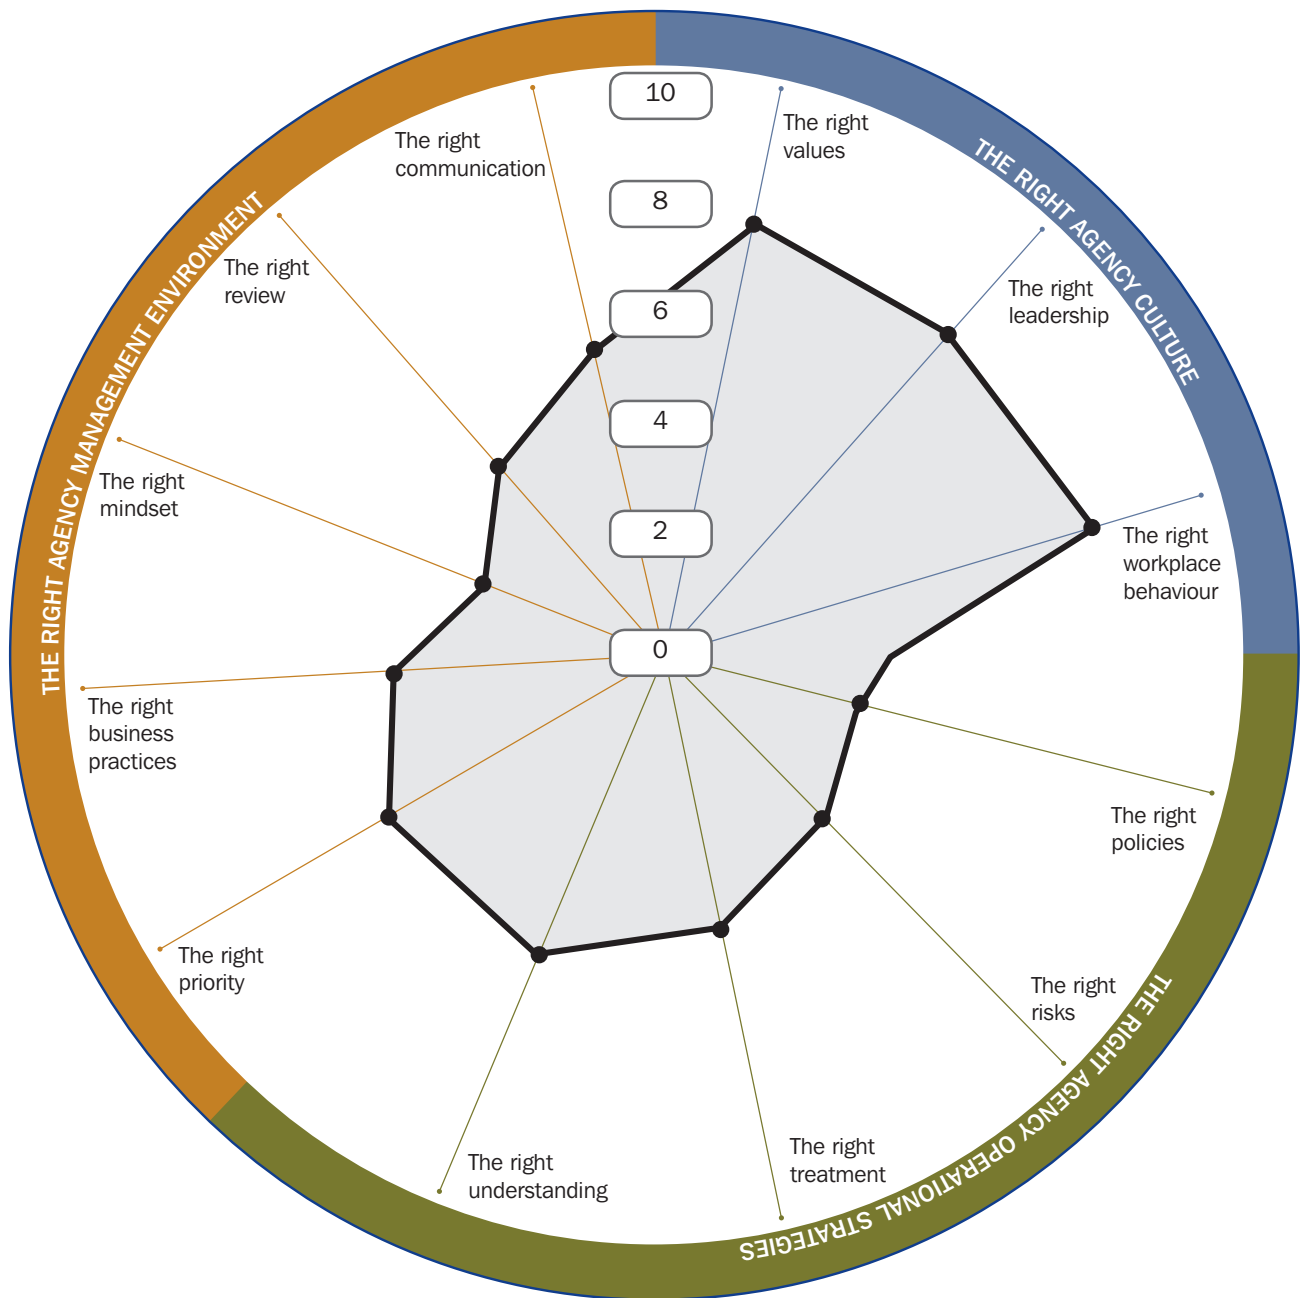 THE RIGHT AGENCY MANAGEMENT ENVIRONMENT
THE RIGHT AGENCY CULTURE
THE RIGHT AGENCY OPERATIONAL STRATEGIES
10
8
6
4
2
0
The right
values
The right
leadership
The right
workplace
behaviour
The right
policies
The right
risks
The right
treatment
The right
understanding
The right
priority
The right
business
practices
The right
mindset
The right
review
The right
communication